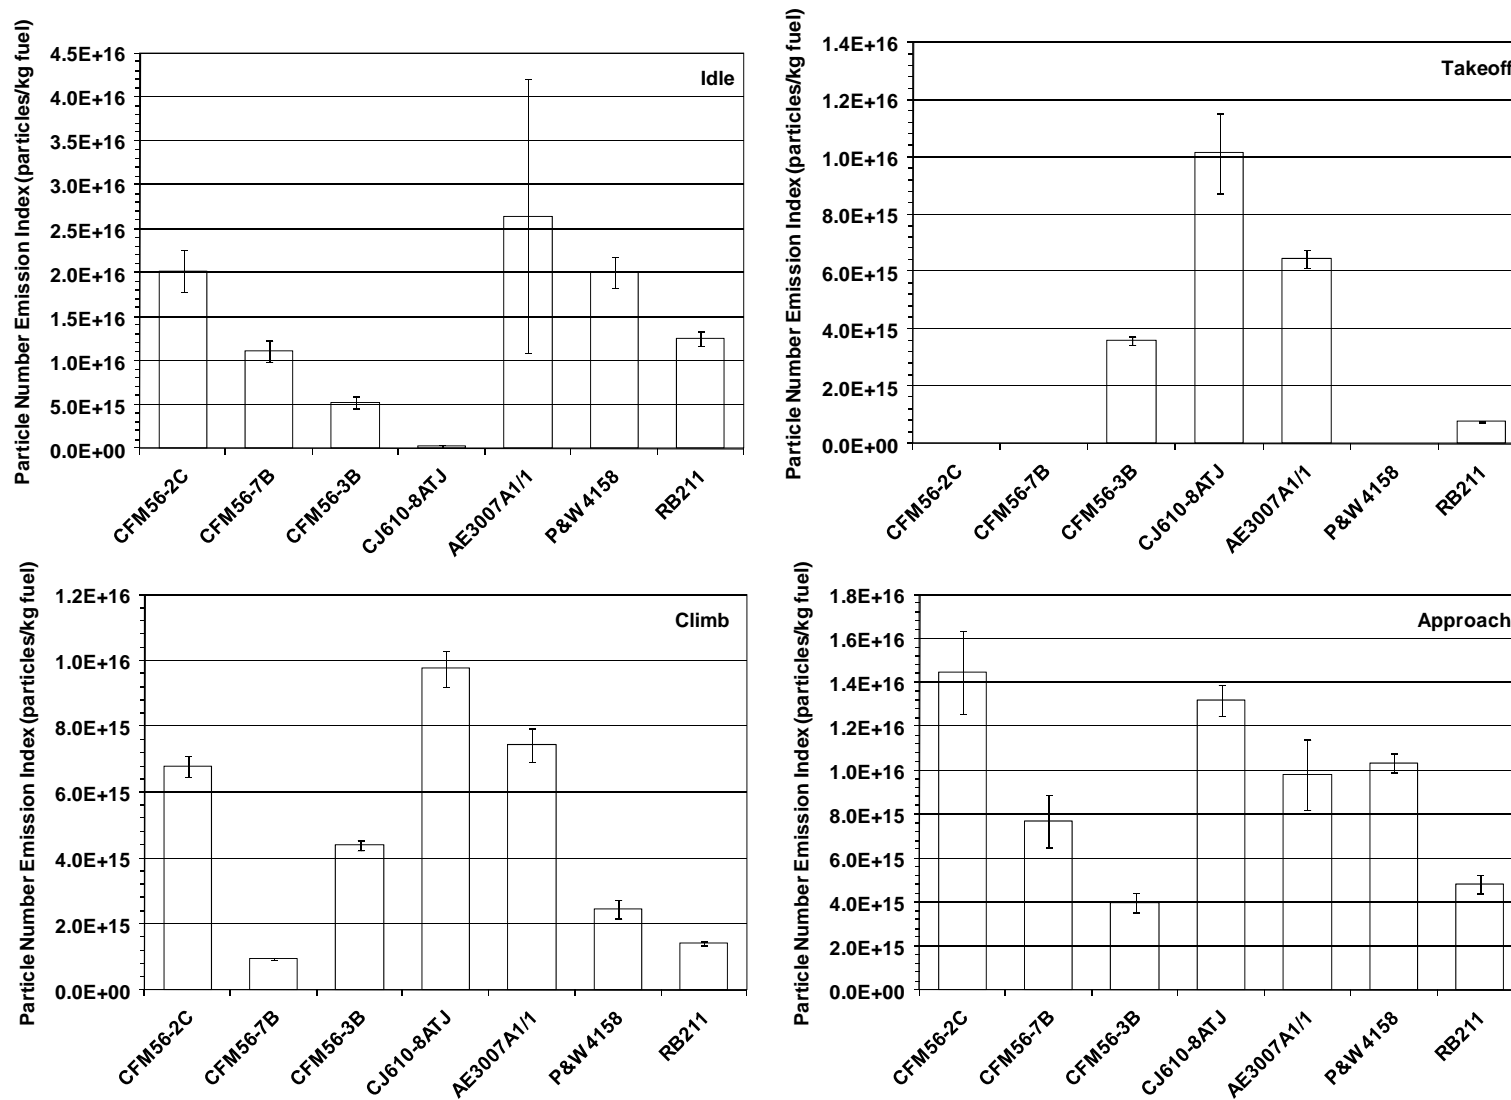 Particle Number Emission Index (particles/kg fuel)
4.5E+16
4.0E+16
3.5E+16
3.0E+16
2.5E+16
2.0E+16
1.5E+16
1.0E+16
5.0E+15
0.0E+00
Idle
CFM56-2C
CFM56-7B
CFM56-3B
CJ610-8ATJ
AE3007A1/1
P&W 4158
RB211
Particle Number Emission Index (particles/kg fuel)
1.4E+16
1.2E+16
1.0E+16
8.0E+15
6.0E+15
4.0E+15
2.0E+15
0.0E+00
Takeoff
CFM56-2C
CFM56-7B
CFM56-3B
CJ610-8ATJ
AE3007A1/1
P&W 4158
RB211
Particle Number Emission Index (particles/kg fuel)
1.2E+16
1.0E+16
8.0E+15
6.0E+15
4.0E+15
2.0E+15
0.0E+00
Climb
CFM56-2C
CFM56-7B
CFM56-3B
CJ610-8ATJ
AE3007A1/1
P&W 4158
RB211
Particle Number Emission Index (particles/kg fuel)
1.8E+16
1.6E+16
1.4E+16
1.2E+16
1.0E+16
8.0E+15
6.0E+15
4.0E+15
2.0E+15
0.0E+00
Approach
CFM56-2C
CFM56-7B
CFM56-3B
CJ610-8ATJ
AE3007A1/1
P&W 4158
RB211